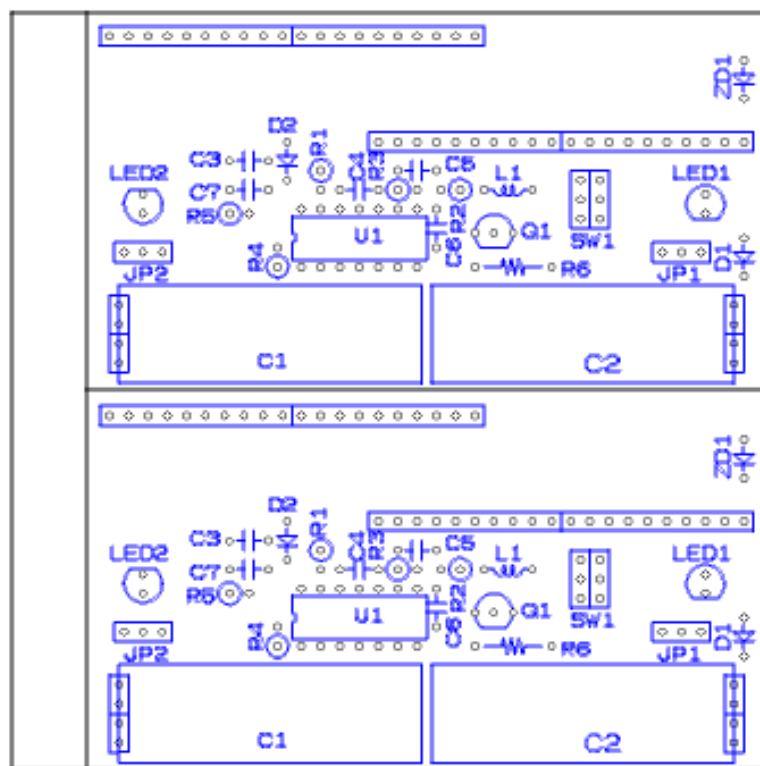 ZD1
D2
R1
C3
C4
R3
C5
L1
LED2
LED1
C7
R5
R2
U1
Q1
SW1
R4
C6
D1
JP2
R6
JP1
C1
C2
ZD1
D2
R1
C3
C4
R3
C5
L1
LED2
LED1
C7
R5
R2
U1
Q1
SW1
R4
C6
D1
JP2
R6
JP1
C1
C2